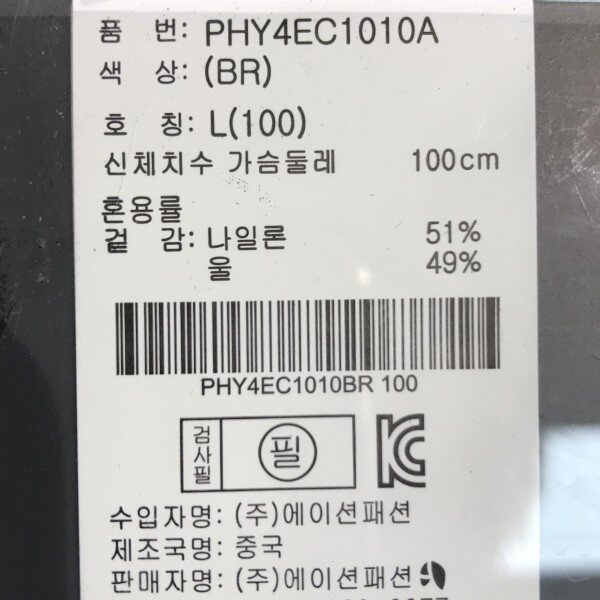 품 번: PHY4EC1010A
색 상: (BR)
호 칭: L(100)
신체치수 가슴둘레 100cm
혼용률
겉 감: 나일론 51%
울 49%
PHY4EC1010BR 100
검사필 필 KC
수입자명: (주)에이션패션
제조국명: 중국
판매자명: (주)에이션패션